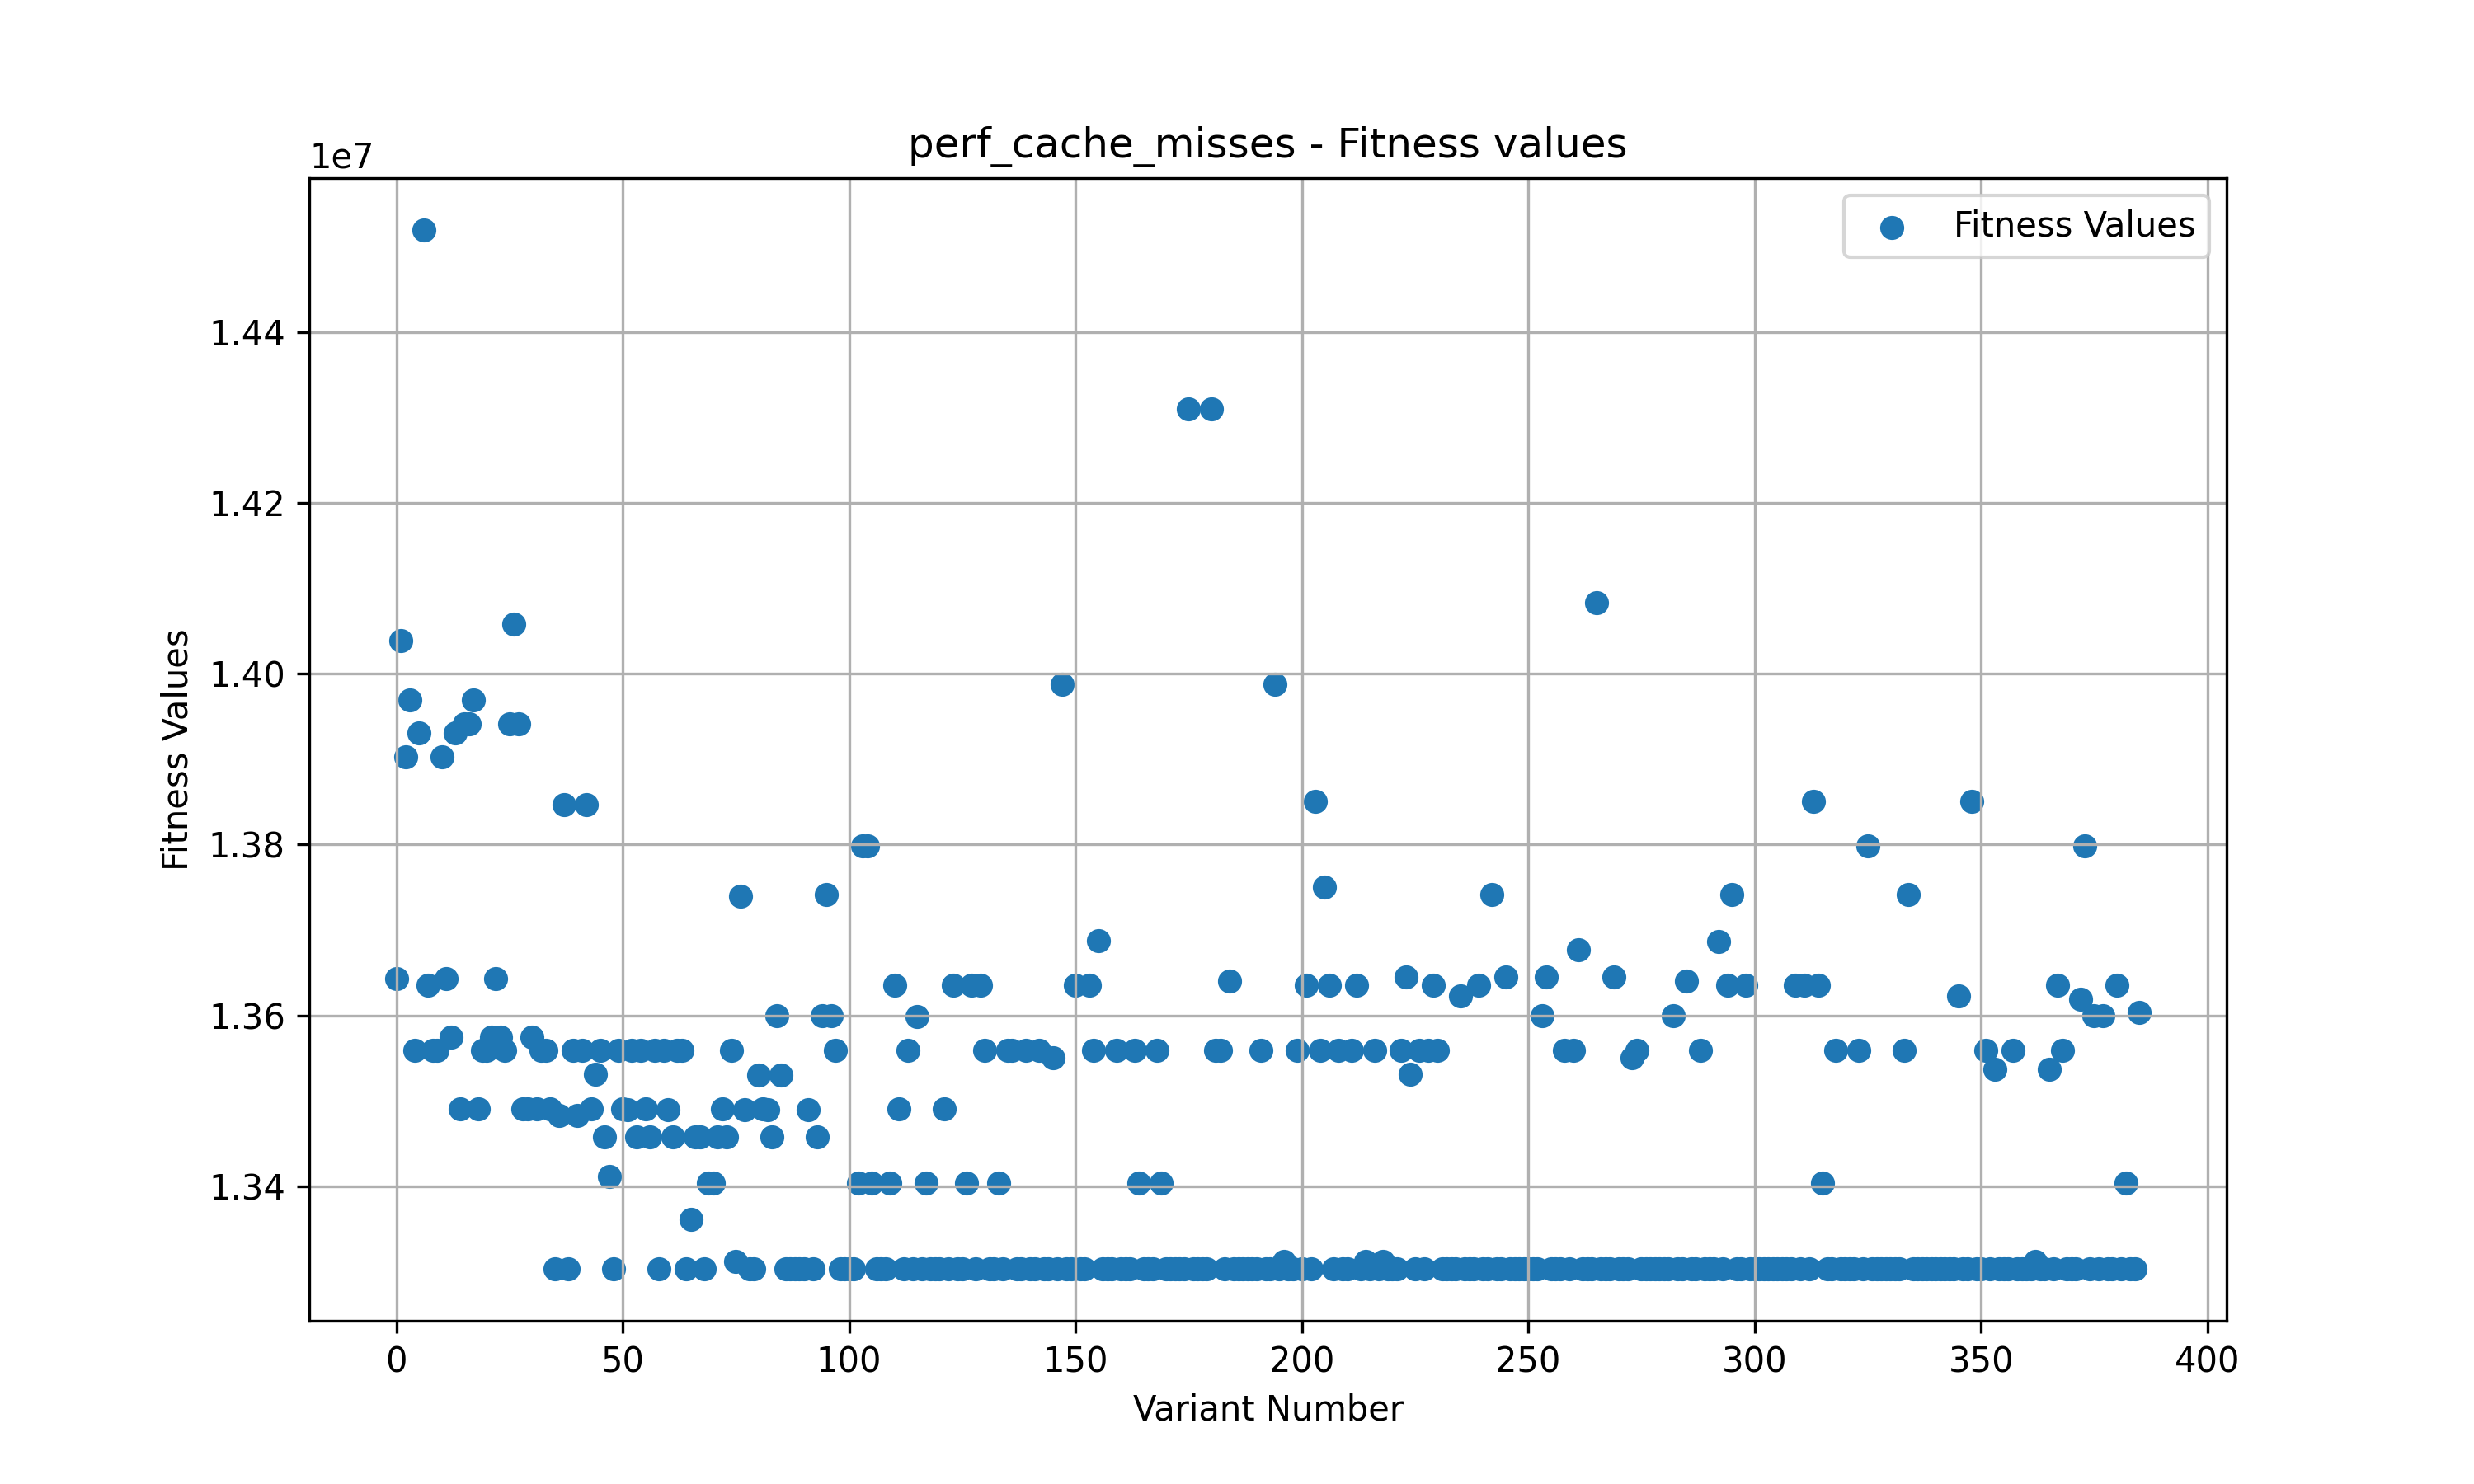 perf_cache_misses - Fitness values
1e7
Fitness Values
1.44
1.42
1.40
1.38
1.36
1.34
Fitness Values
0 50 100 150 200 250 300 350 400
Variant Number